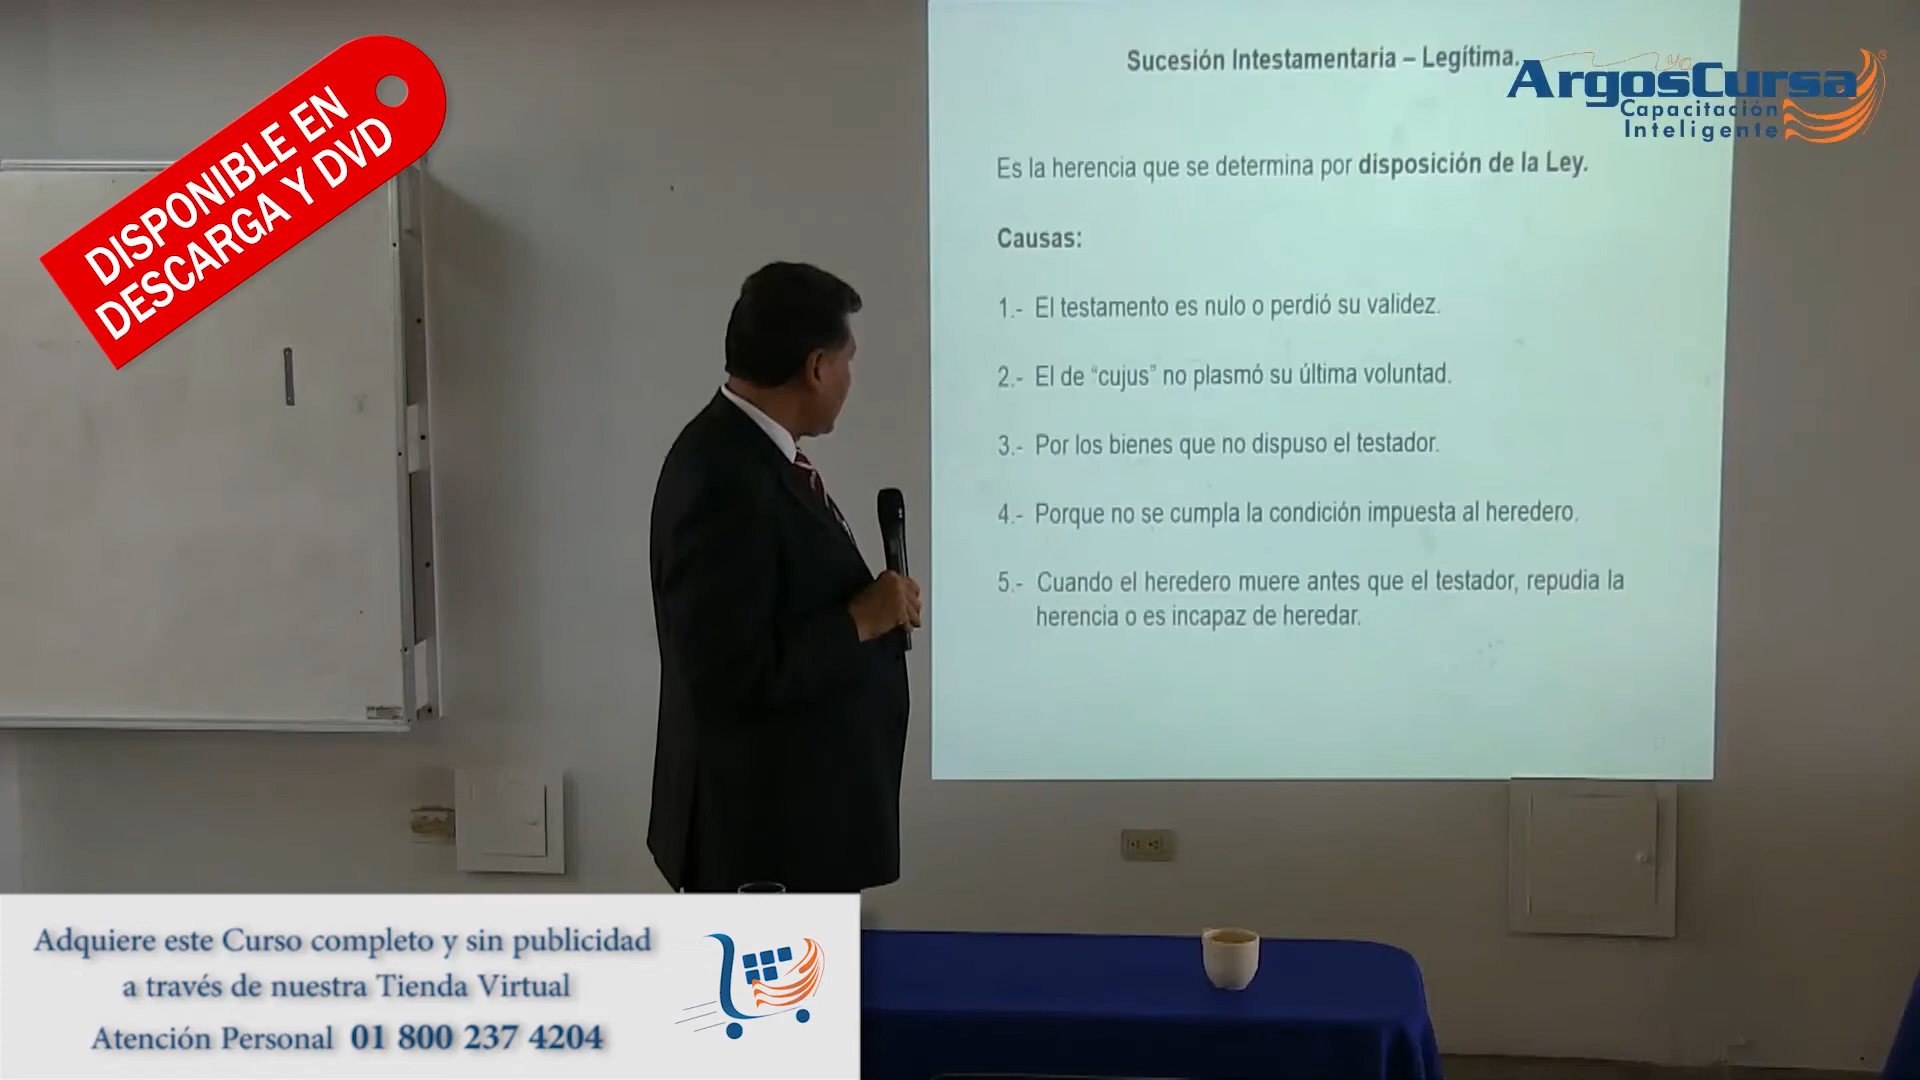 DISPONIBLE EN
DESCARGA Y DVD
Sucesión Intestamentaria – Legítima.
ArgosCursa
Capacitación
Inteligente
Es la herencia que se determina por disposición de la Ley.
Causas:
1.- El testamento es nulo o perdió su validez.
2.- El de “cujus” no plasmó su última voluntad.
3.- Por los bienes que no dispuso el testador.
4.- Porque no se cumpla la condición impuesta al heredero.
5.- Cuando el heredero muere antes que el testador, repudia la
herencia o es incapaz de heredar.
Adquiere este Curso completo y sin publicidad
a través de nuestra Tienda Virtual
Atención Personal 01 800 237 4204